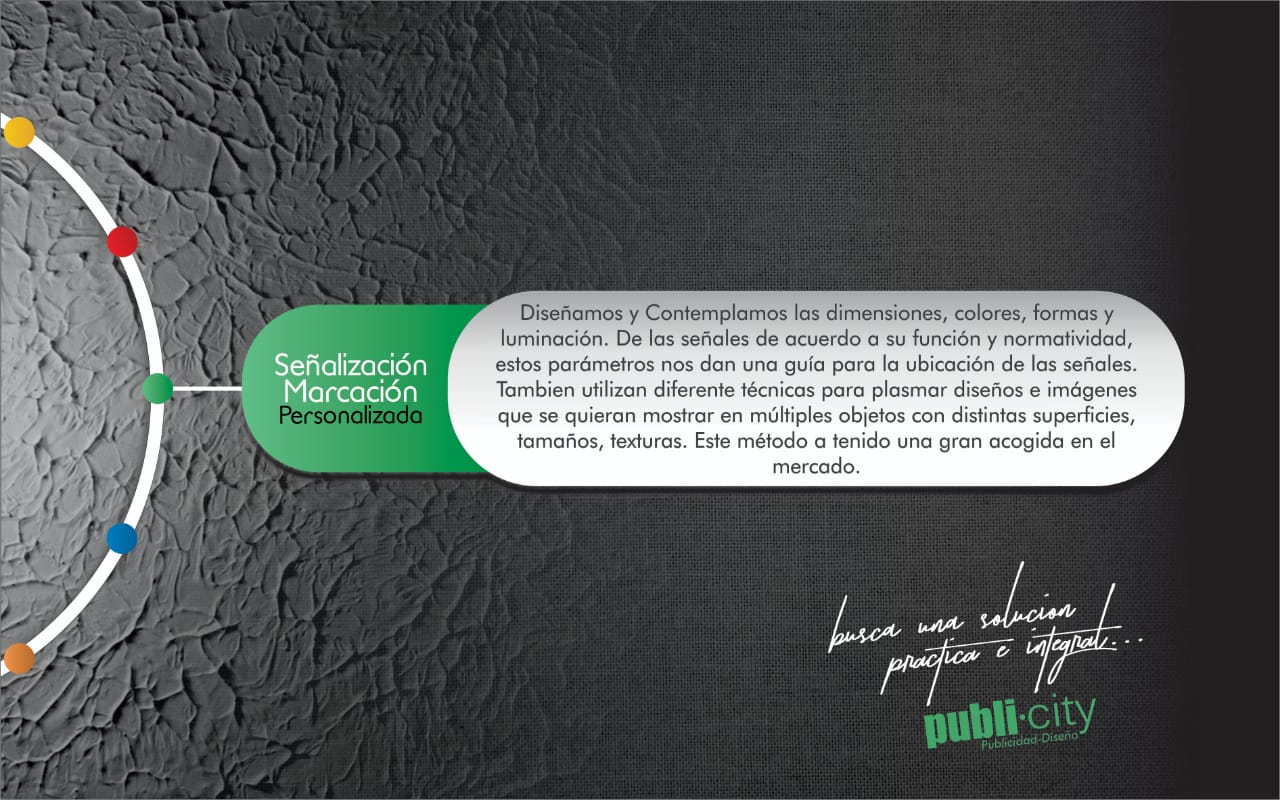 Señalización
Marcación
Personalizada
Diseñamos y Contemplamos las dimensiones, colores, formas y
luminación. De las señales de acuerdo a su función y normatividad,
estos parámetros nos dan una guía para la ubicación de las señales.
Tambien utilizan diferente técnicas para plasmar diseños e imágenes
que se quieran mostrar en múltiples objetos con distintas superficies,
tamaños, texturas. Este método a tenido una gran acogida en el
mercado.
busca una solucion
practica e integral...
publi·city
Publicidad-Diseño